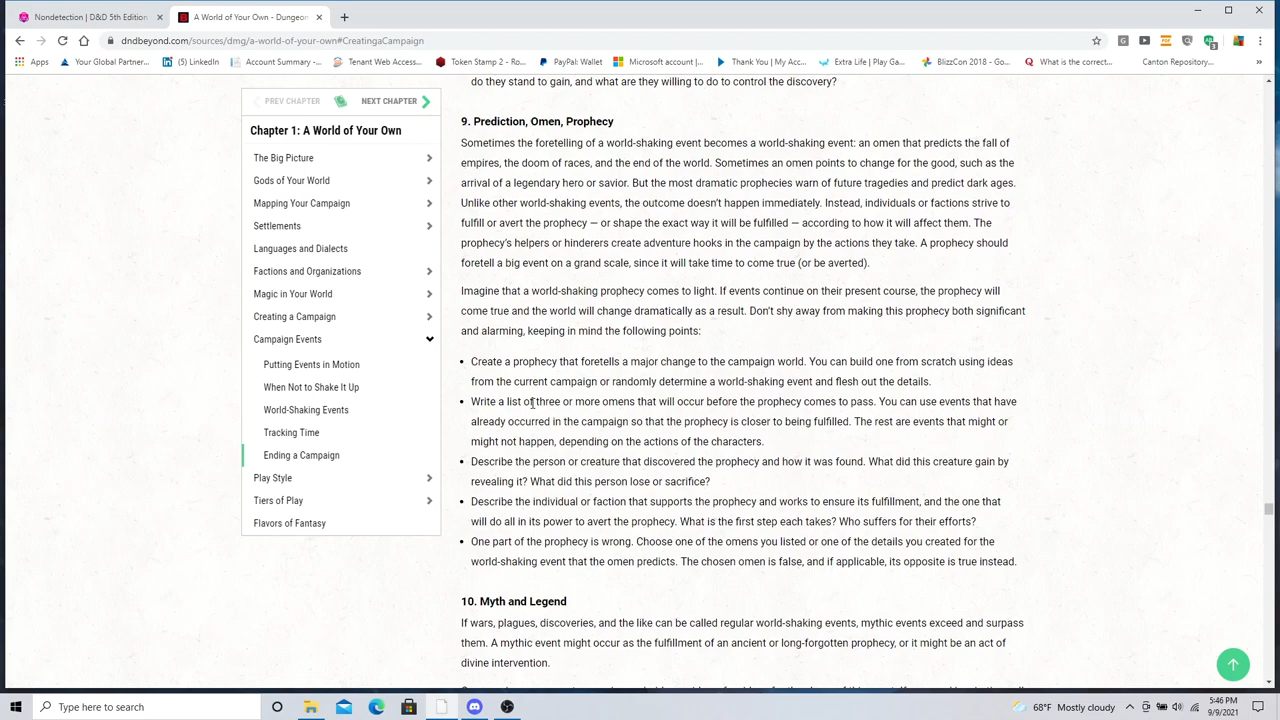 Nondetection | D&D 5th Edition
A World of Your Own - Dungeon
dndbeyond.com/sources/dmg/a-world-of-your-own#CreatingaCampaign
Apps
Your Global Partner...
(5) LinkedIn
Account Summary -...
Tenant Web Access...
Token Stamp 2 - Ro...
PayPal: Wallet
Microsoft account |...
Thank You | My Acc...
Extra Life | Play Ga...
BlizzCon 2018 - Go...
What is the correct...
Canton Repository...
do they stand to gain, and what are they willing to do to control the discovery?
PREV CHAPTER
NEXT CHAPTER
Chapter 1: A World of Your Own
The Big Picture
Gods of Your World
Mapping Your Campaign
Settlements
Languages and Dialects
Factions and Organizations
Magic in Your World
Creating a Campaign
Campaign Events
Putting Events in Motion
When Not to Shake It Up
World-Shaking Events
Tracking Time
Ending a Campaign
Play Style
Tiers of Play
Flavors of Fantasy
9. Prediction, Omen, Prophecy
Sometimes the foretelling of a world-shaking event becomes a world-shaking event: an omen that predicts the fall of
empires, the doom of races, and the end of the world. Sometimes an omen points to change for the good, such as the
arrival of a legendary hero or savior. But the most dramatic prophecies warn of future tragedies and predict dark ages.
Unlike other world-shaking events, the outcome doesn't happen immediately. Instead, individuals or factions strive to
fulfill or avert the prophecy — or shape the exact way it will be fulfilled — according to how it will affect them. The
prophecy's helpers or hinderers create adventure hooks in the campaign by the actions they take. A prophecy should
foretell a big event on a grand scale, since it will take time to come true (or be averted).
Imagine that a world-shaking prophecy comes to light. If events continue on their present course, the prophecy will
come true and the world will change dramatically as a result. Don't shy away from making this prophecy both significant
and alarming, keeping in mind the following points:
• Create a prophecy that foretells a major change to the campaign world. You can build one from scratch using ideas
from the current campaign or randomly determine a world-shaking event and flesh out the details.
• Write a list of three or more omens that will occur before the prophecy comes to pass. You can use events that have
already occurred in the campaign so that the prophecy is closer to being fulfilled. The rest are events that might or
might not happen, depending on the actions of the characters.
• Describe the person or creature that discovered the prophecy and how it was found. What did this creature gain by
revealing it? What did this person lose or sacrifice?
• Describe the individual or faction that supports the prophecy and works to ensure its fulfillment, and the one that
will do all in its power to avert the prophecy. What is the first step each takes? Who suffers for their efforts?
• One part of the prophecy is wrong. Choose one of the omens you listed or one of the details you created for the
world-shaking event that the omen predicts. The chosen omen is false, and if applicable, its opposite is true instead.
10. Myth and Legend
If wars, plagues, discoveries, and the like can be called regular world-shaking events, mythic events exceed and surpass
them. A mythic event might occur as the fulfillment of an ancient or long-forgotten prophecy, or it might be an act of
divine intervention.
Type here to search
68°F Mostly cloudy
5:46 PM
9/9/2021